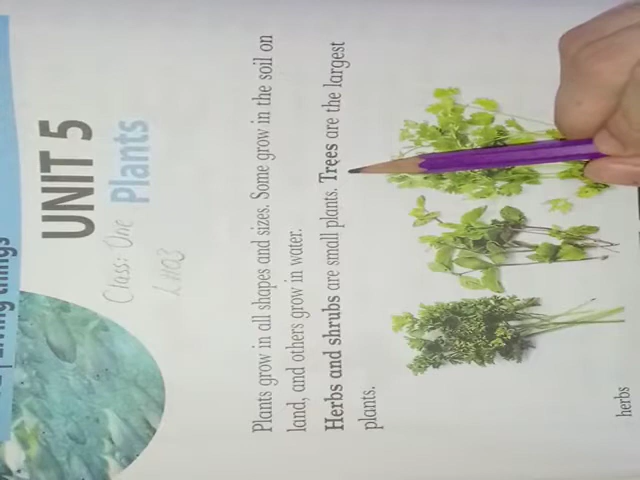 living things
UNIT 5
Plants
Class: One
Plants grow in all shapes and sizes. Some grow in the soil on
land, and others grow in water.
Herbs and shrubs are small plants. Trees are the largest
plants.
herbs